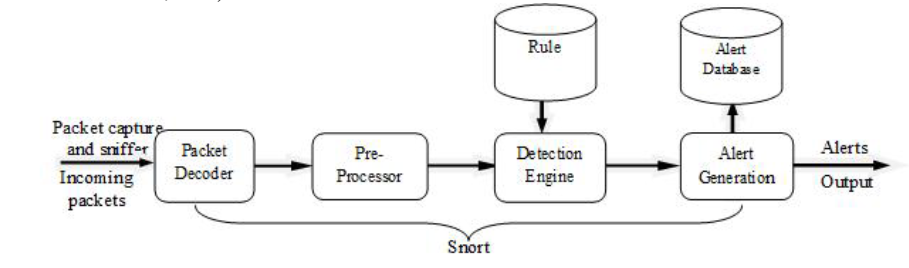 Rule
Alert
Database
Packet capture
and sniffer
Incoming
packets
Packet
Decoder
Pre-
Processor
Detection
Engine
Alert
Generation
Alerts
Output
Snort